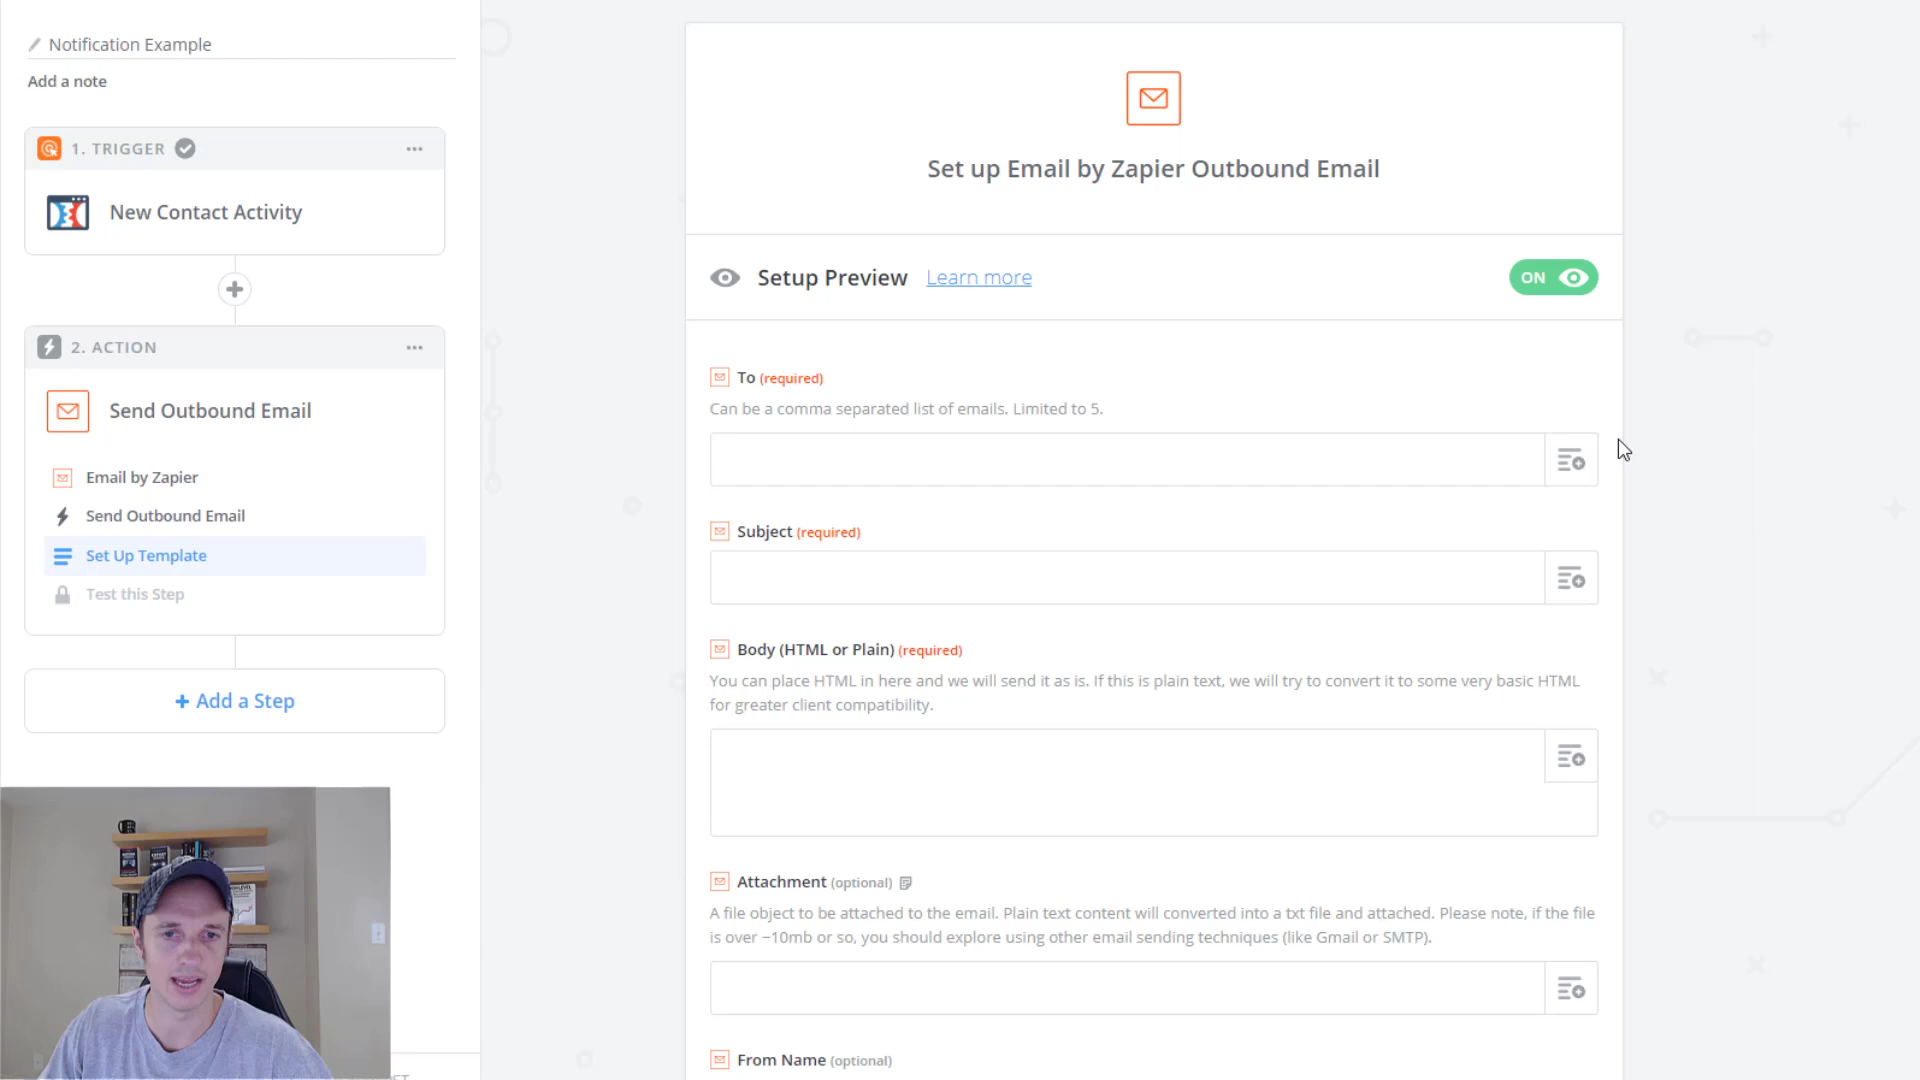 Notification Example
Add a note
1. TRIGGER
New Contact Activity
2. ACTION
Send Outbound Email
Email by Zapier
Send Outbound Email
Set Up Template
Test this Step
+ Add a Step
Set up Email by Zapier Outbound Email
Setup Preview Learn more
ON
To (required)
Can be a comma separated list of emails. Limited to 5.
Subject (required)
Body (HTML or Plain) (required)
You can place HTML in here and we will send it as is. If this is plain text, we will try to convert it to some very basic HTML
for greater client compatibility.
Attachment (optional)
A file object to be attached to the email. Plain text content will converted into a txt file and attached. Please note, if the file
is over ~10mb or so, you should explore using other email sending techniques (like Gmail or SMTP).
From Name (optional)